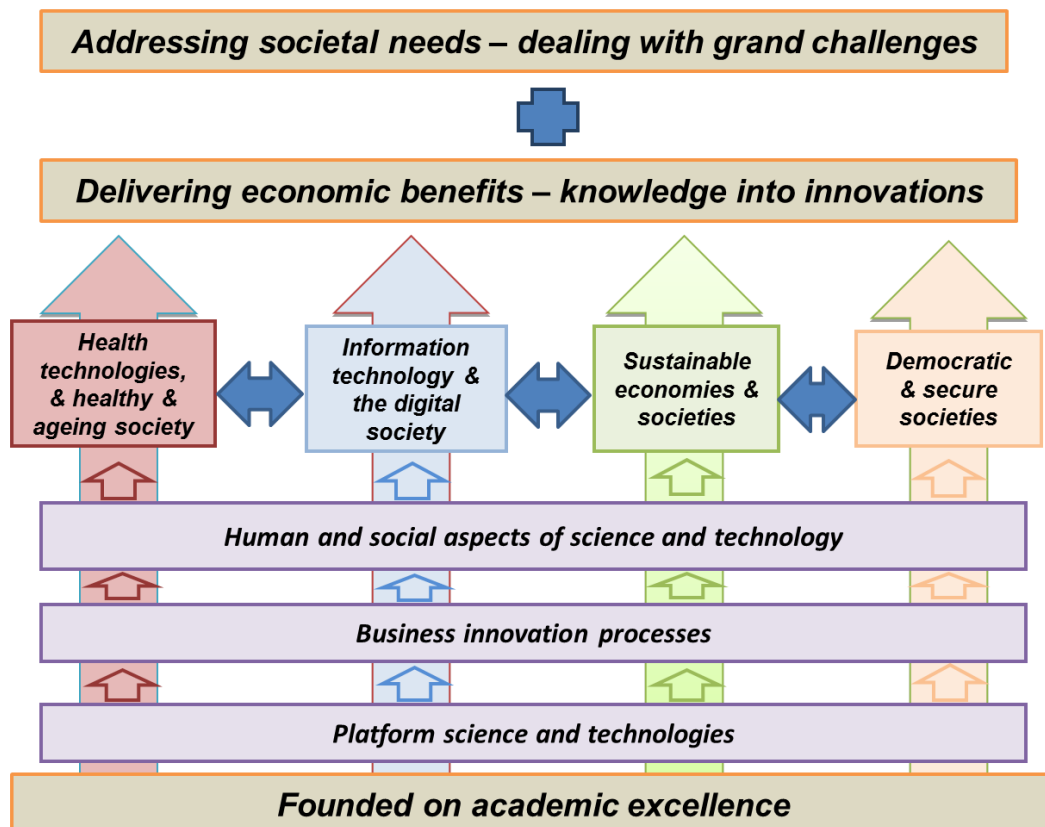 Addressing societal needs – dealing with grand challenges
Delivering economic benefits – knowledge into innovations
Health
technologies,
& healthy &
ageing society
Information
technology &
the digital
society
Sustainable
economies &
societies
Democratic
& secure
societies
Human and social aspects of science and technology
Business innovation processes
Platform science and technologies
Founded on academic excellence